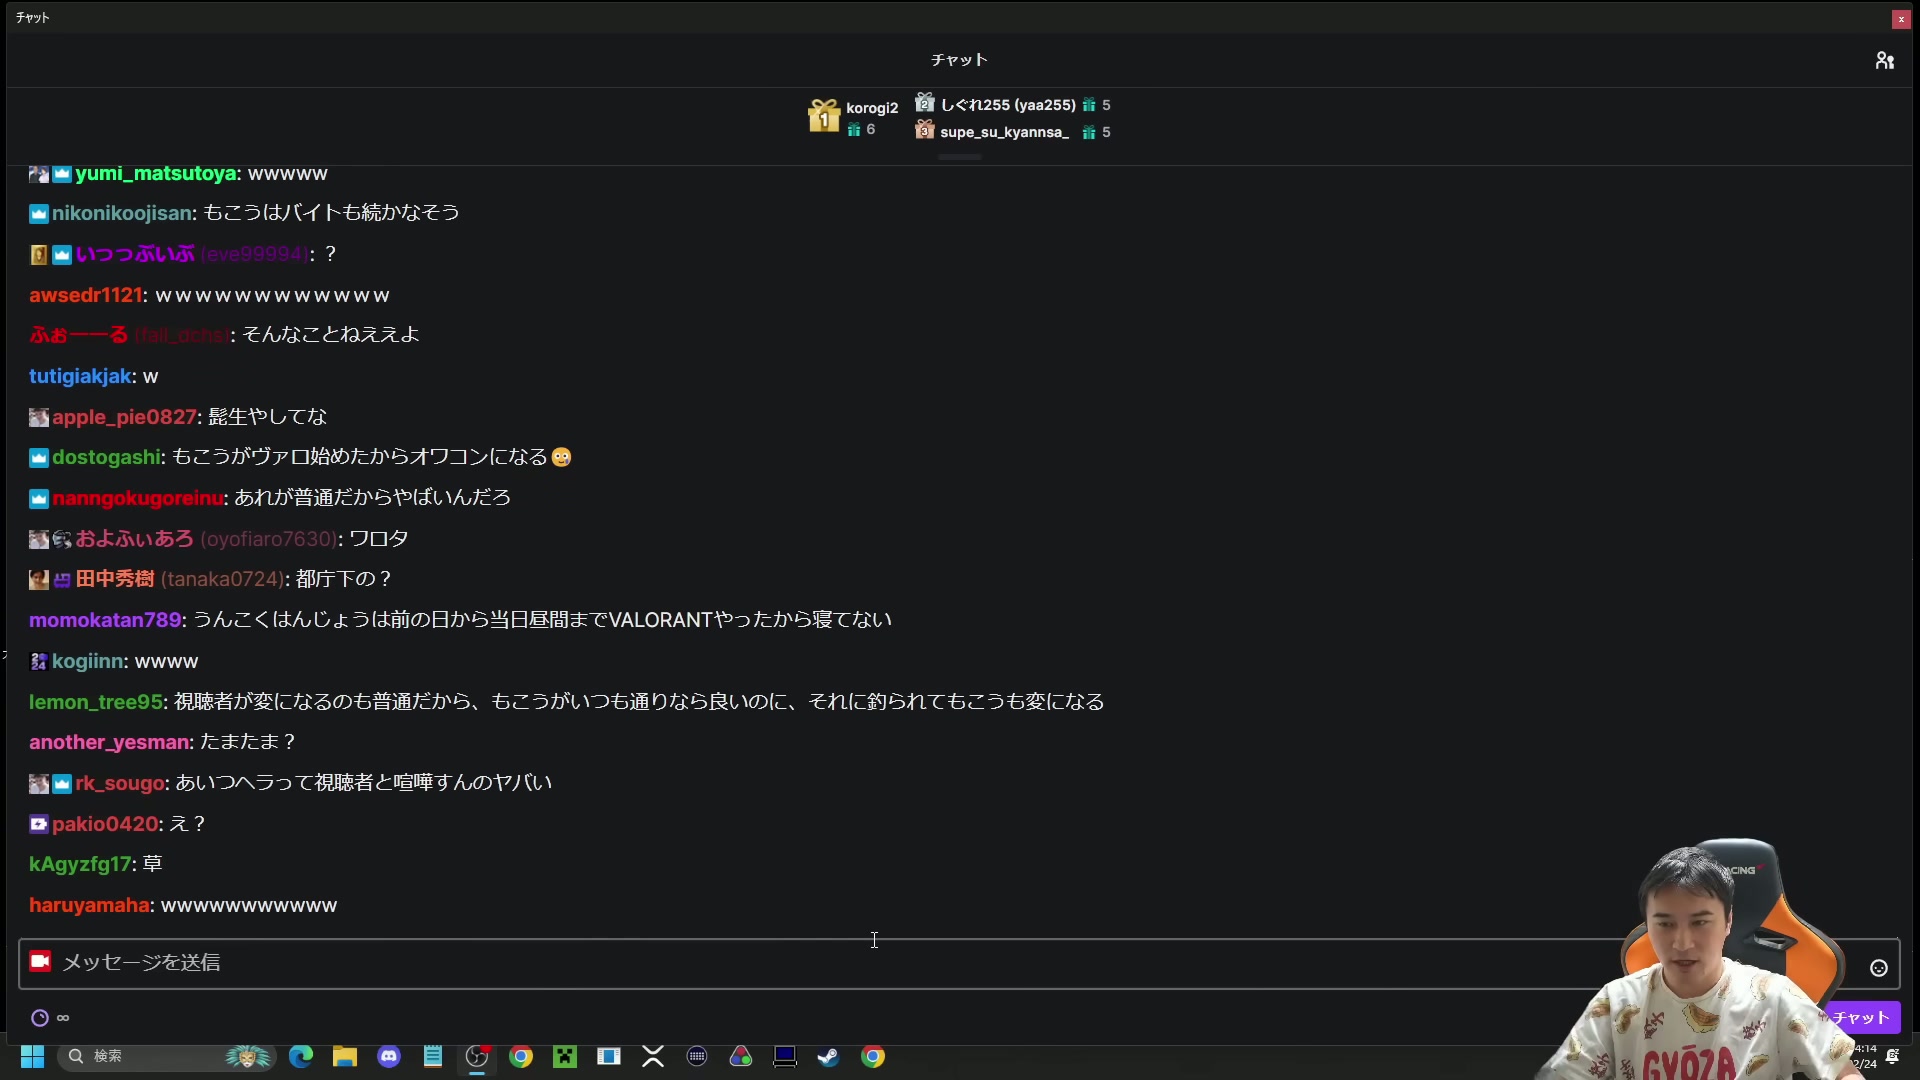 チャット
チャット
1 korogi2 6
2 しぐれ255 (yaa255) 5
3 supe_su_kyannsa_ 5
yumi_matsutoya: wwwww
nikonikoojisan: もこうはバイトも続かなそう
いっっぶいぶ (eve99994): ？
awsedr1121: ｗｗｗｗｗｗｗｗｗｗｗｗ
ふぉーーる (fall_dchs): そんなことねええよ
tutigiakjak: w
apple_pie0827: 髭生やしてな
dostogashi: もこうがヴァロ始めたからオワコンになる
nanngokugoreinu: あれが普通だからやばいんだろ
およふぃあろ (oyofiaro7630): ワロタ
田中秀樹 (tanaka0724): 都庁下の？
momokatan789: うんこくはんじょうは前の日から当日昼間までVALORANTやったから寝てない
kogiinn: wwww
lemon_tree95: 視聴者が変になるのも普通だから、もこうがいつも通りなら良いのに、それに釣られてもこうも変になる
another_yesman: たまたま？
rk_sougo: あいつヘラって視聴者と喧嘩すんのヤバい
pakio0420: え？
kAgyzfg17: 草
haruyamaha: wwwwwwwwwww
メッセージを送信
∞
チャット
検索
4:14
2/24
GYŌZA